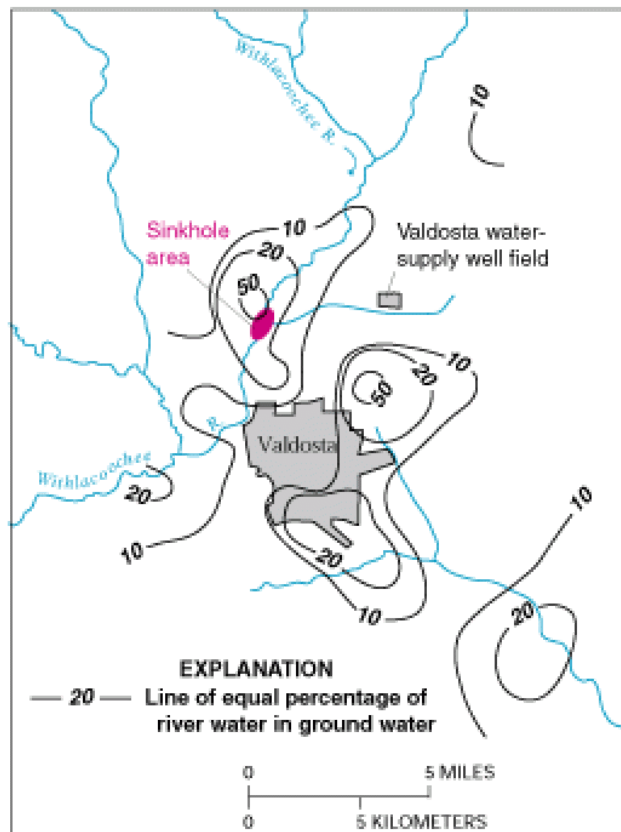 Withlacoochee R.
10
Sinkhole
area
10
20
50
Valdosta water-
supply well field
10
20
50
Valdosta
Withlacoochee R.
20
10
20
10
10
20
EXPLANATION
— 20 — Line of equal percentage of
river water in ground water
0 5 MILES
0 5 KILOMETERS